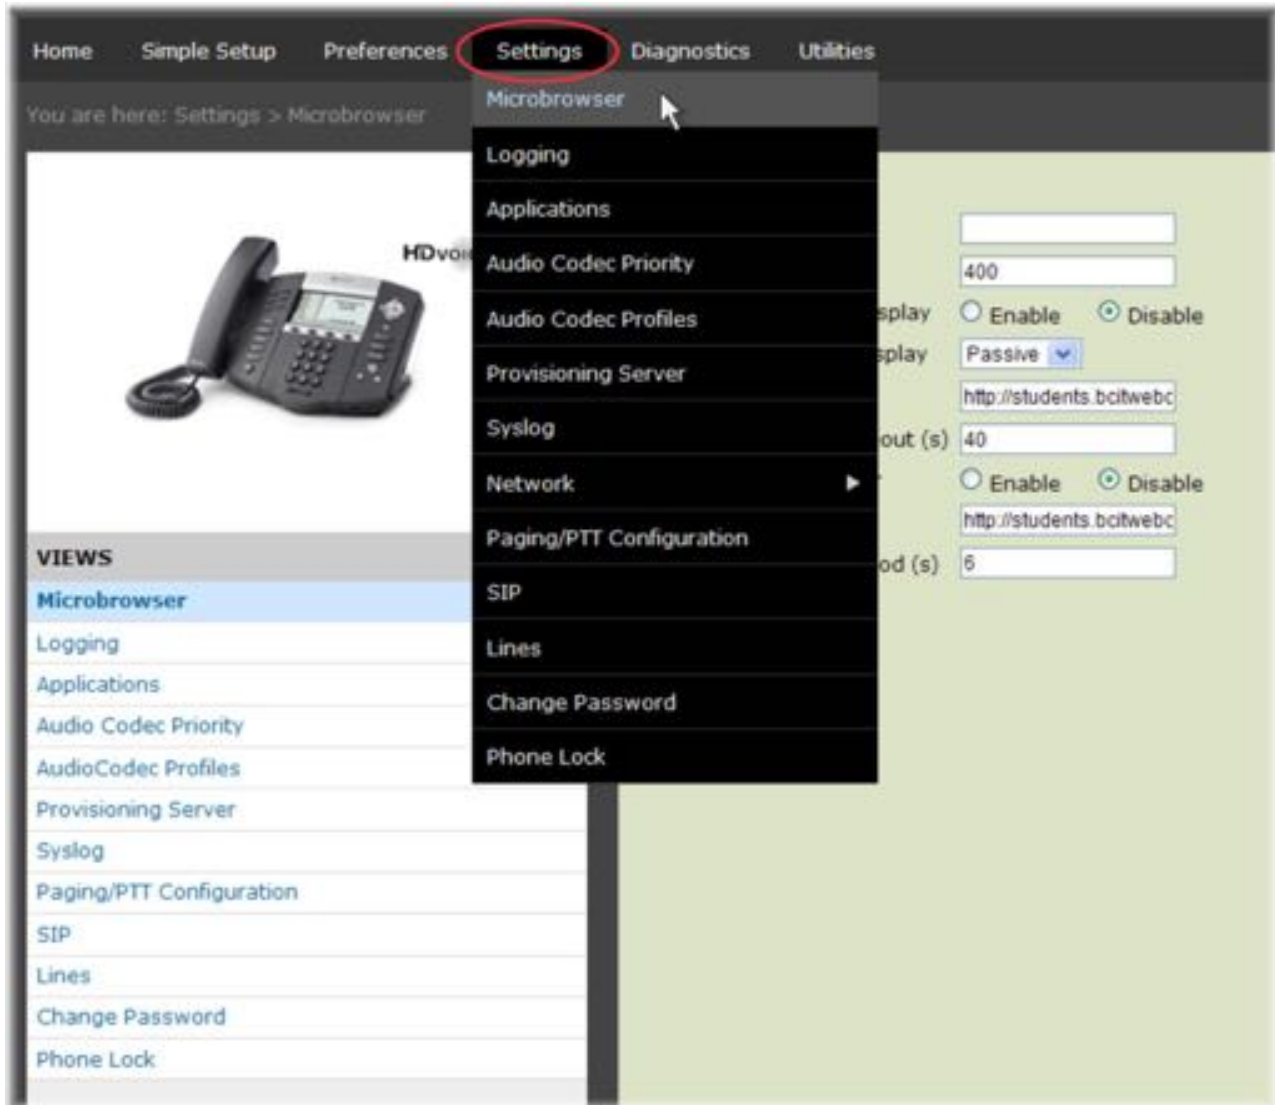 Home Simple Setup Preferences Settings Diagnostics Utilities
You are here: Settings > Microbrowser
Microbrowser
Logging
Applications
Audio Codec Priority
Audio Codec Profiles
Provisioning Server
Syslog
Network
Paging/PTT Configuration
SIP
Lines
Change Password
Phone Lock
HDvoi
400
splay Enable Disable
splay Passive
http://students.bcitwebc
out (s) 40
Enable Disable
http://students.bcitwebc
od (s) 6
VIEWS
Microbrowser
Logging
Applications
Audio Codec Priority
AudioCodec Profiles
Provisioning Server
Syslog
Paging/PTT Configuration
SIP
Lines
Change Password
Phone Lock